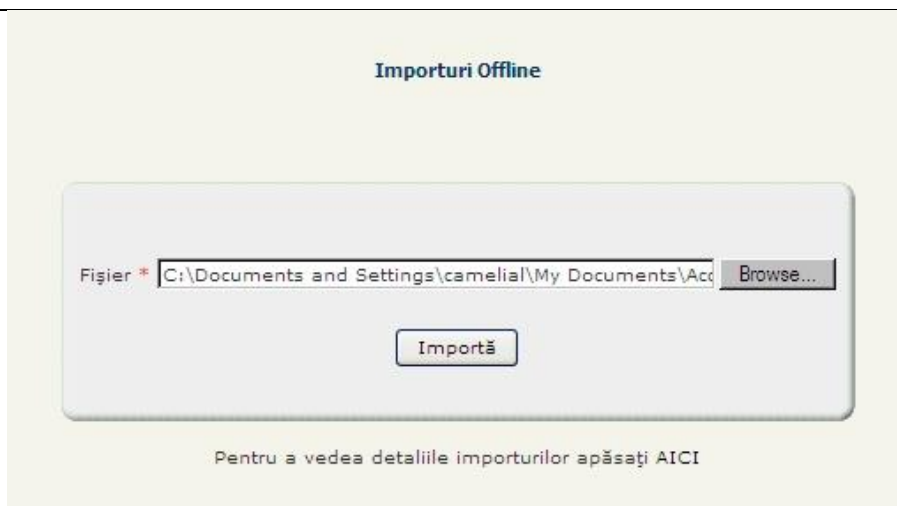 Importuri Offline
Fişier * C:\Documents and Settings\camelial\My Documents\Acc Browse...
Importă
Pentru a vedea detaliile importurilor apăsaţi AICI